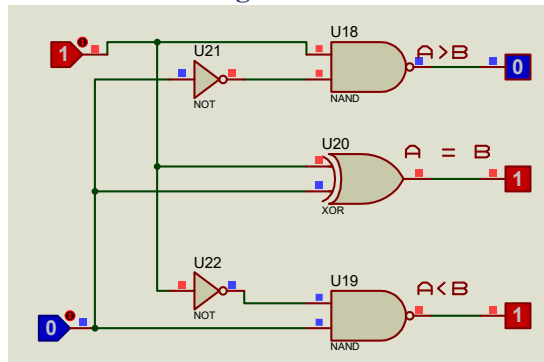 U18
A>B
1
U21
0
NOT
NAND
U20
A = B
1
XOR
U22
U19
A<B
1
0
NOT
NAND